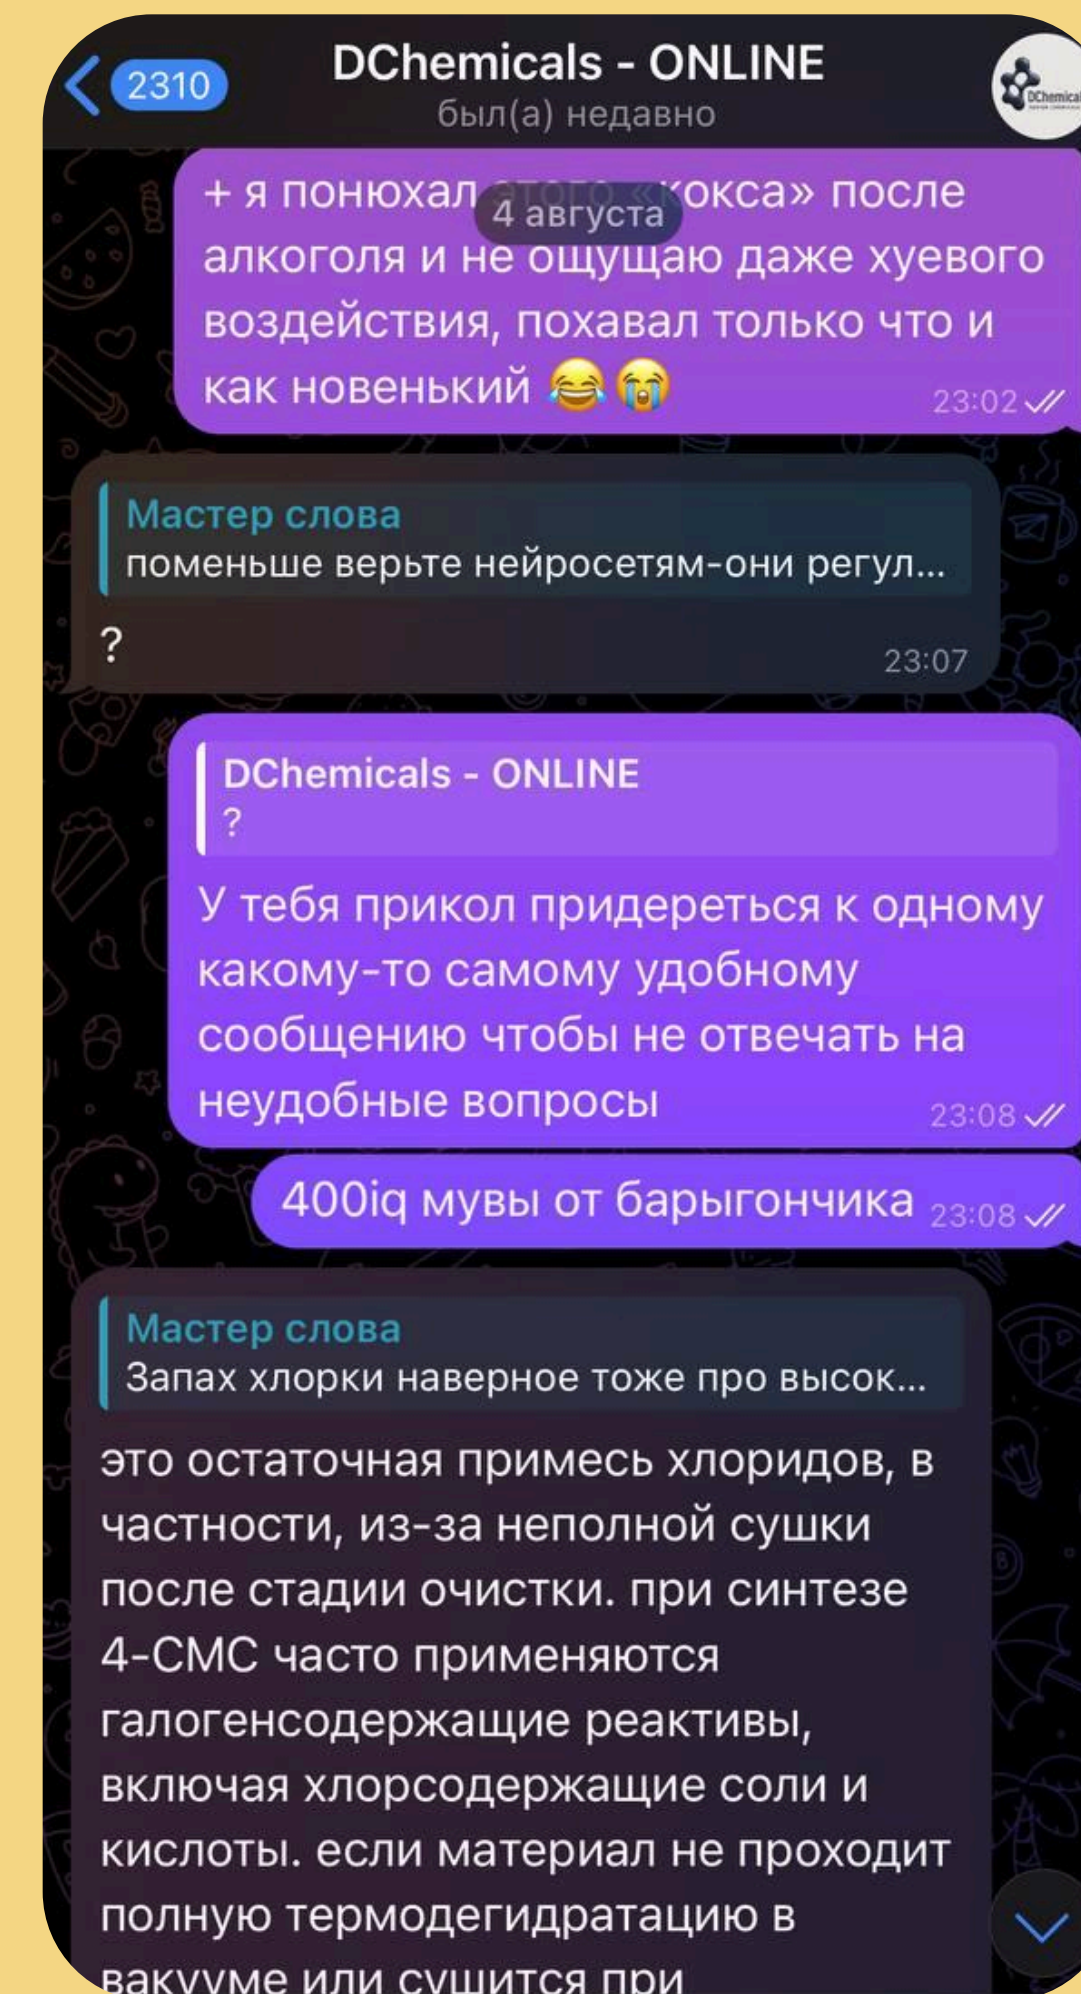 2310
DChemicals - ONLINE
был(а) недавно
DChemical
+ я понюхал этого «кокса» после
4 августа
алкоголя и не ощущаю даже хуевого
воздействия, похавал только что и
как новенький 😂😭
23:02
Мастер слова
поменьше верьте нейросетям-они регул...
?
23:07
DChemicals - ONLINE
?
У тебя прикол придереться к одному
какому-то самому удобному
сообщению чтобы не отвечать на
неудобные вопросы
23:08
400iq мувы от барыгончика 23:08
Мастер слова
Запах хлорки наверное тоже про высок...
это остаточная примесь хлоридов, в
частности, из-за неполной сушки
после стадии очистки. при синтезе
4-СМС часто применяются
галогенсодержащие реактивы,
включая хлорсодержащие соли и
кислоты. если материал не проходит
полную термодегидратацию в
вакууме или сушится при